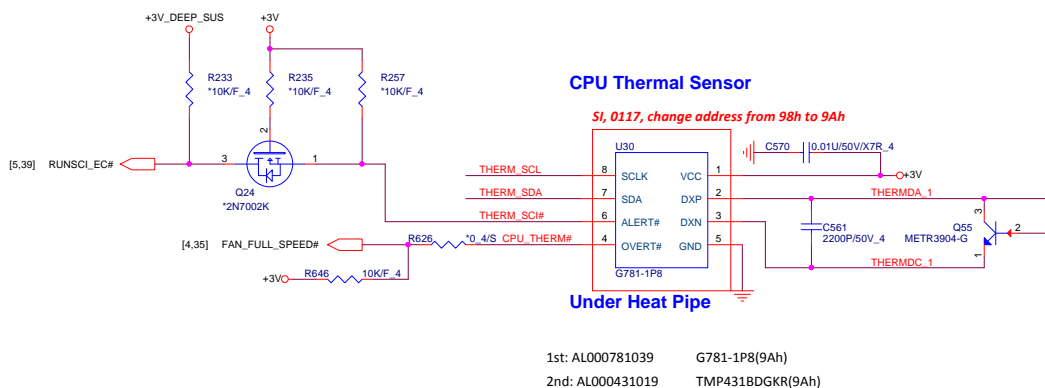 +3V_DEEP_SUS
+3V
R233
*10K/F_4
R235
*10K/F_4
R257
*10K/F_4
CPU Thermal Sensor
SI, 0117, change address from 98h to 9Ah
2
[5,39] RUNSCI_EC#
3
1
Q24
*2N7002K
U30
C570
0.01U/50V/X7R_4
THERM_SCL
8
SCLK
VCC
1
+3V
THERM_SDA
7
SDA
DXP
2
THERMDA_1
THERM_SCI#
6
ALERT#
DXN
3
C561
2200P/50V_4
3
Q55
METR3904-G
2
1
[4,35] FAN_FULL_SPEED#
R626
*0_4/S
CPU_THERM#
4
OVERT#
GND
5
THERMDC_1
+3V
R646
10K/F_4
G781-1P8
Under Heat Pipe
1st: AL000781039 G781-1P8(9Ah)
2nd: AL000431019 TMP431BDGKR(9Ah)